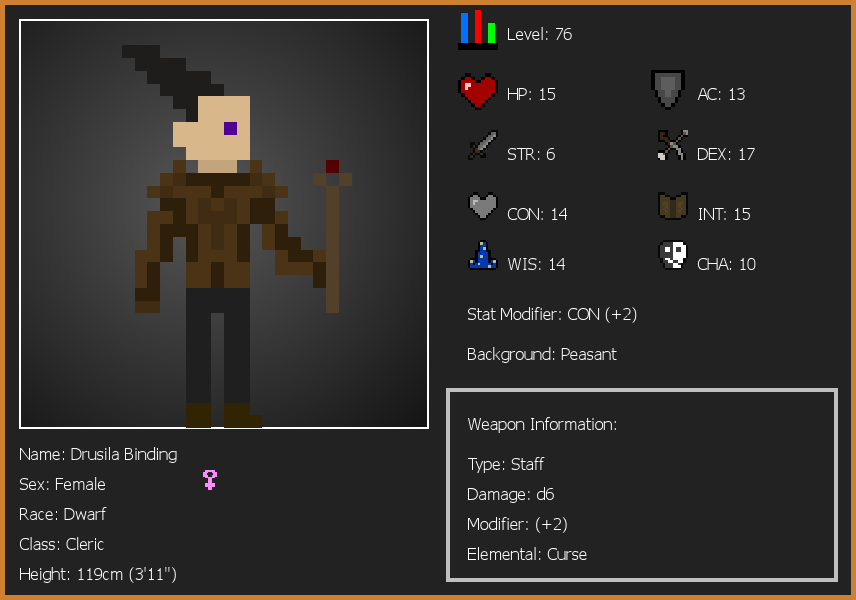 Level: 76
HP: 15
AC: 13
STR: 6
DEX: 17
CON: 14
INT: 15
WIS: 14
CHA: 10
Stat Modifier: CON (+2)
Background: Peasant
Weapon Information:
Type: Staff
Damage: d6
Modifier: (+2)
Elemental: Curse
Name: Drusila Binding
Sex: Female
Race: Dwarf
Class: Cleric
Height: 119cm (3'11")